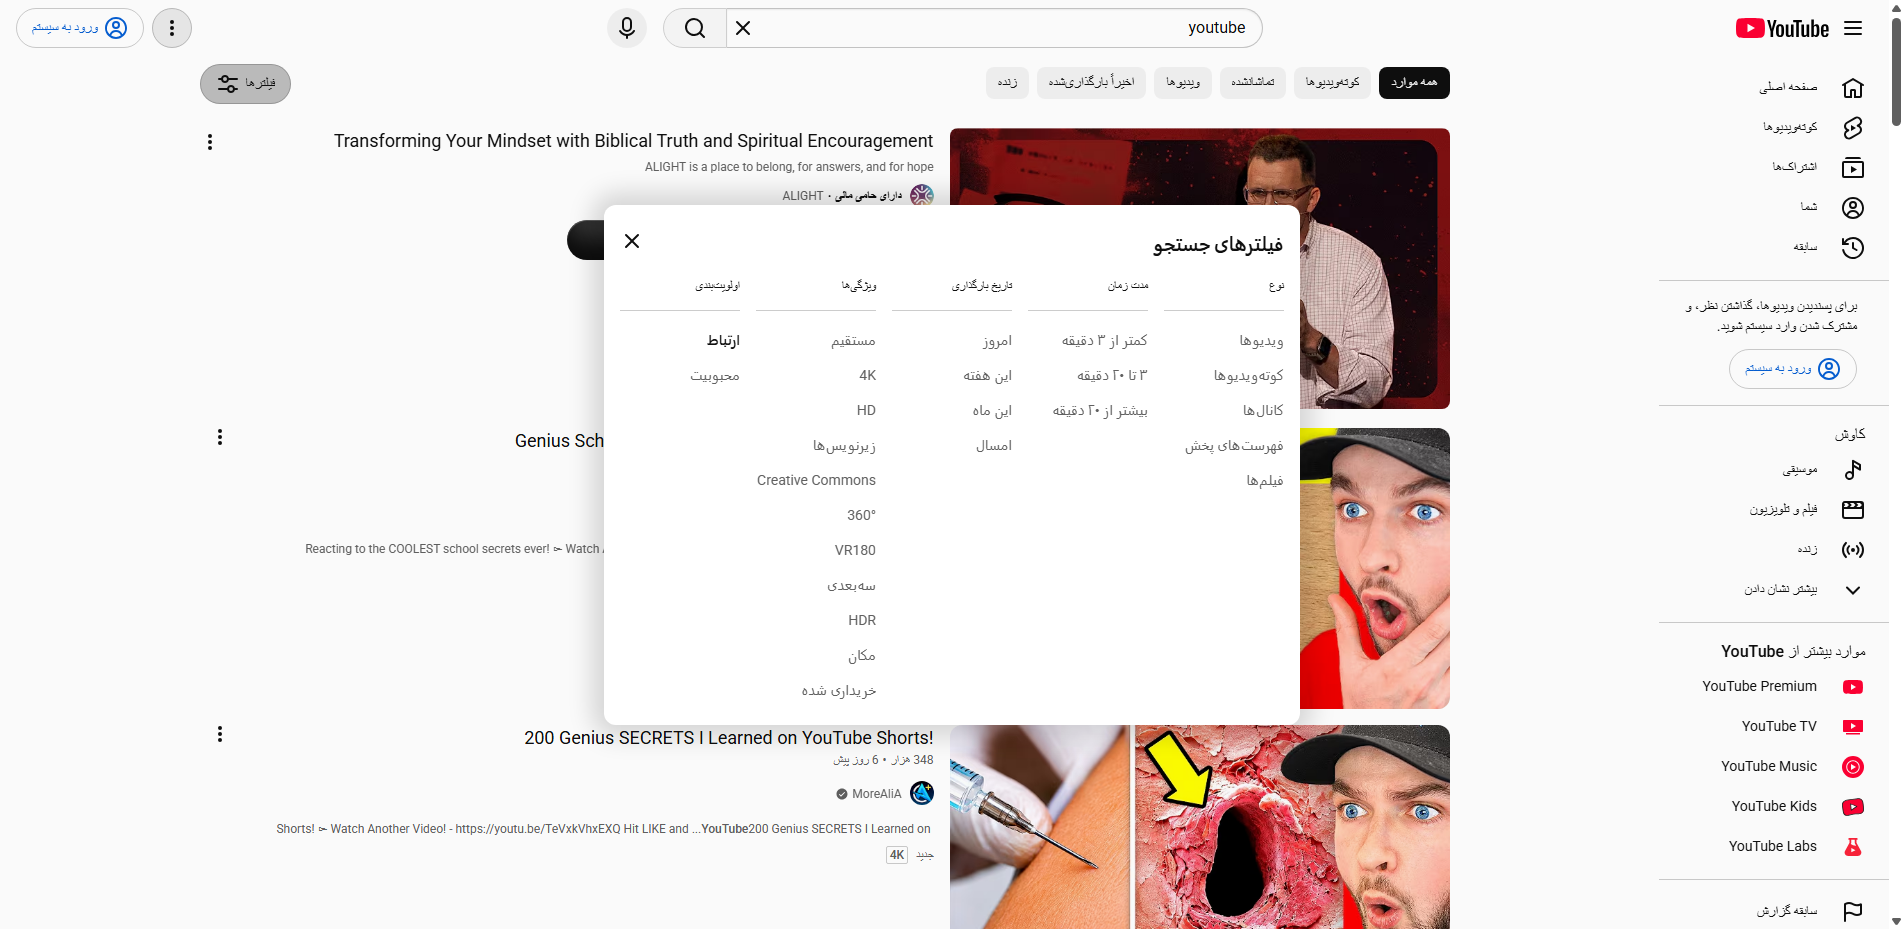 YouTube
youtube
ورود به سیستم
همه موارد
کوته‌ویدیوها
تماشانشده
ویدیوها
اخیراً بارگذاری‌شده
زنده
فیلترها
صفحه اصلی
کوته‌ویدیوها
اشتراک‌ها
شما
سابقه
برای پسندیدن ویدیوها، گذاشتن نظر، و
مشترک شدن وارد سیستم شوید.
ورود به سیستم
کاوش
موسیقی
فیلم و تلویزیون
زنده
بیشتر نشان دادن
موارد بیشتر از YouTube
YouTube Premium
YouTube TV
YouTube Music
YouTube Kids
YouTube Labs
سابقه گزارش
Transforming Your Mindset with Biblical Truth and Spiritual Encouragement
ALIGHT is a place to belong, for answers, and for hope
دارای حامی مالی • ALIGHT
فیلترهای جستجو
نوع
ویدیوها
کوته‌ویدیوها
کانال‌ها
فهرست‌های پخش
فیلم‌ها
مدت زمان
کمتر از ۳ دقیقه
۳ تا ۲۰ دقیقه
بیشتر از ۲۰ دقیقه
تاریخ بارگذاری
امروز
این هفته
این ماه
امسال
ویژگی‌ها
مستقیم
4K
HD
زیرنویس‌ها
Creative Commons
360°
VR180
سه‌بعدی
HDR
مکان
خریداری شده
اولویت‌بندی
ارتباط
محبوبیت
Genius Sch
Reacting to the COOLEST school secrets ever! ➣ Watch
200 Genius SECRETS I Learned on YouTube Shorts!
348 هزار • 6 روز پیش
MoreAliA
Shorts! ➣ Watch Another Video! - https://youtu.be/TeVxkVhxEXQ Hit LIKE and ...YouTube200 Genius SECRETS I Learned on
جدید
4K